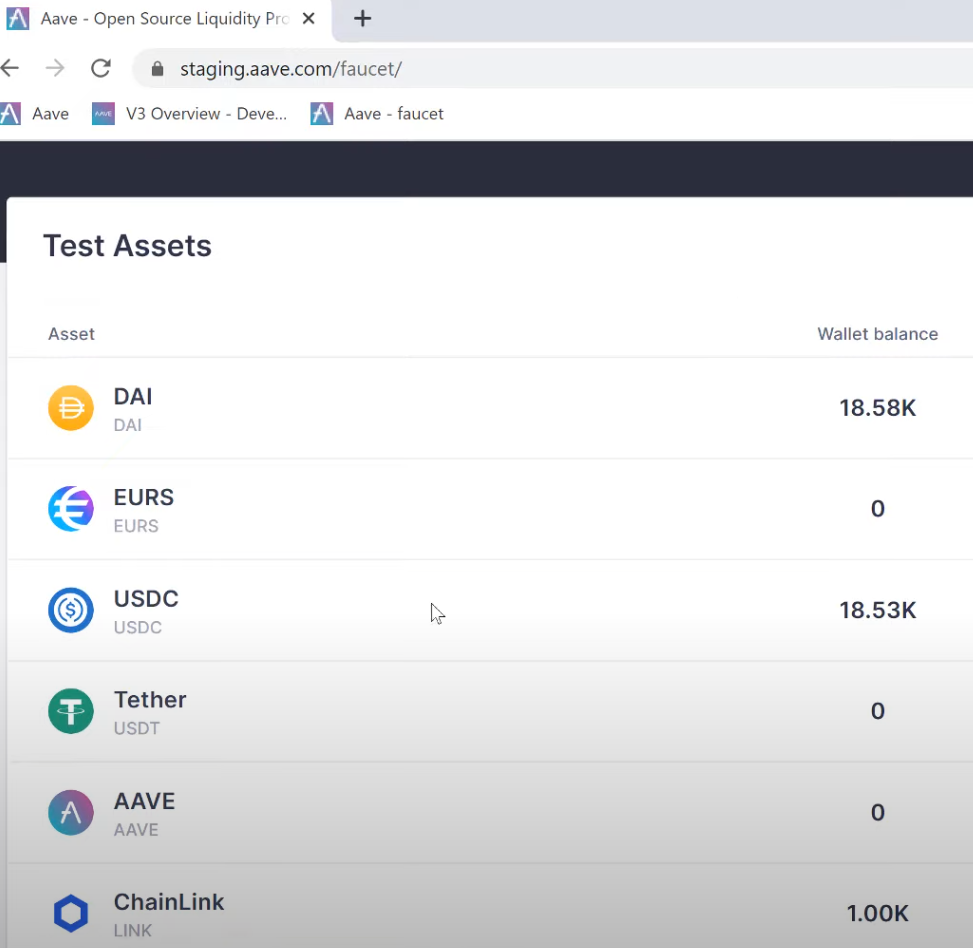 Aave - Open Source Liquidity Pro
staging.aave.com/faucet/
Aave
V3 Overview - Deve...
Aave - faucet
Test Assets
Asset Wallet balance
DAI
DAI
18.58K
EURS
EURS
0
USDC
USDC
18.53K
Tether
USDT
0
AAVE
AAVE
0
ChainLink
LINK
1.00K